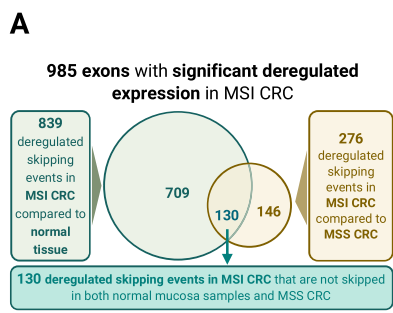 A
985 exons with significant deregulated
expression in MSI CRC
839
deregulated
skipping
events in
MSI CRC
compared to
normal
tissue
709
130
146
276
deregulated
skipping
events in
MSI CRC
compared to
MSS CRC
130 deregulated skipping events in MSI CRC that are not skipped
in both normal mucosa samples and MSS CRC